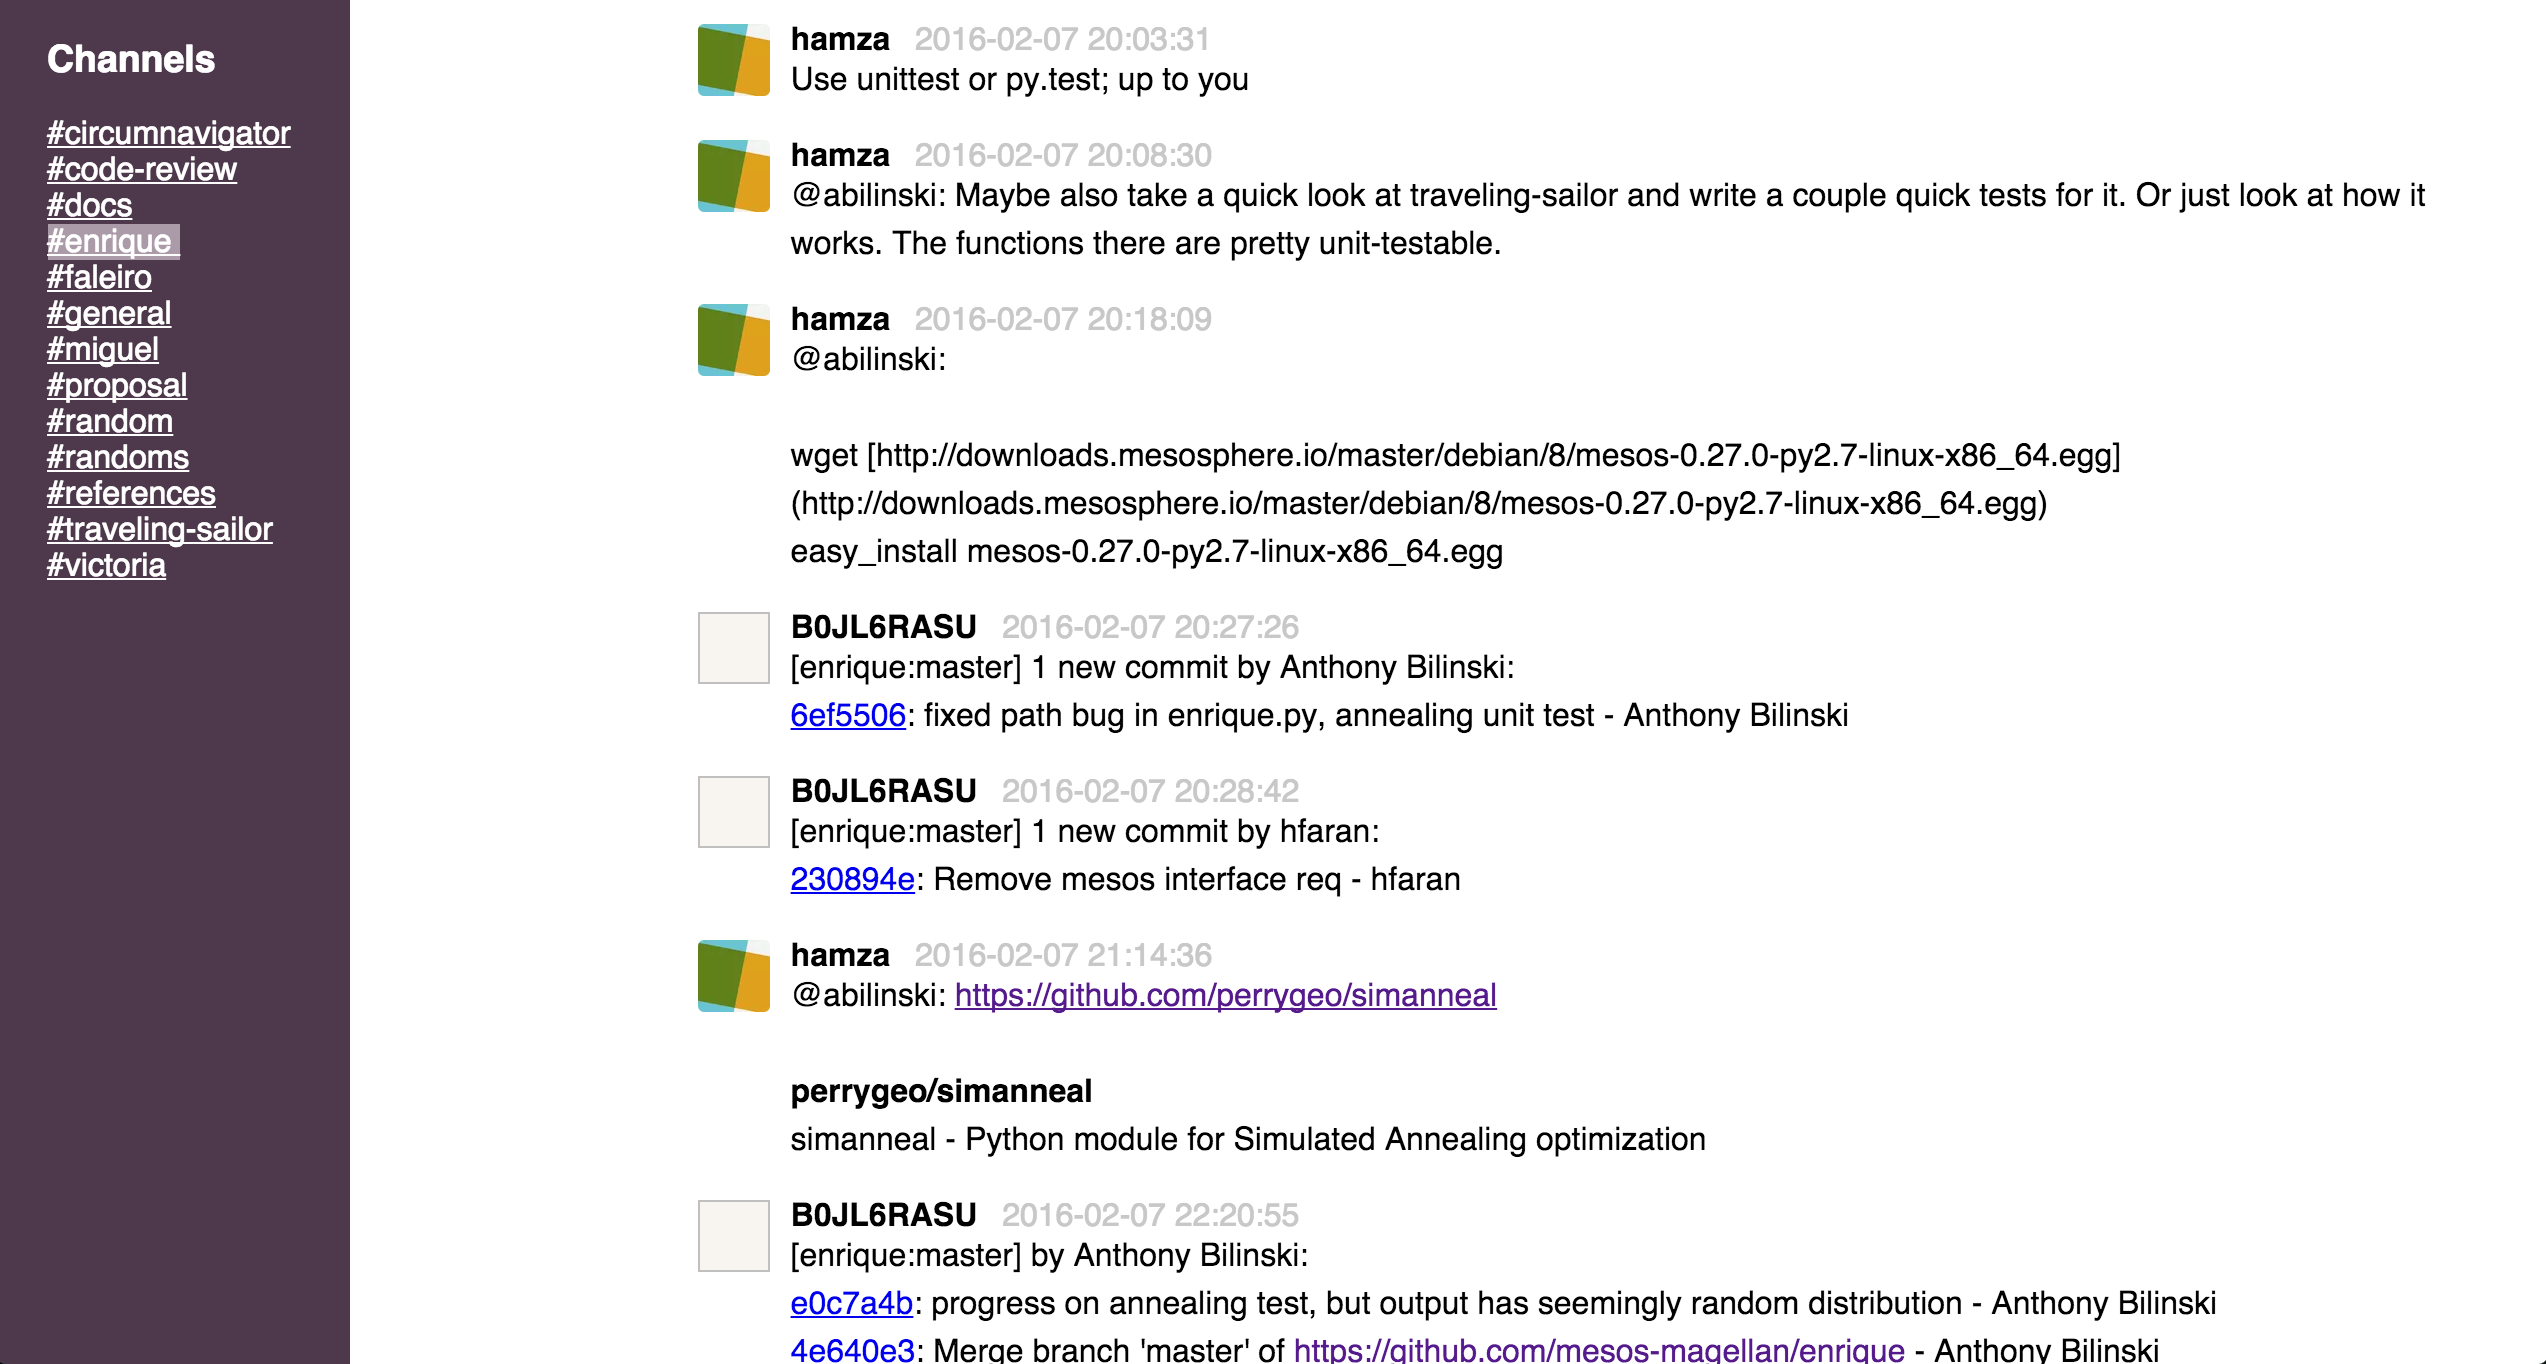 Channels
#circumnavigator
#code-review
#docs
#enrique
#faleiro
#general
#miguel
#proposal
#random
#randoms
#references
#traveling-sailor
#victoria
hamza 2016-02-07 20:03:31
Use unittest or py.test; up to you
hamza 2016-02-07 20:08:30
@abilinski: Maybe also take a quick look at traveling-sailor and write a couple quick tests for it. Or just look at how it
works. The functions there are pretty unit-testable.
hamza 2016-02-07 20:18:09
@abilinski:
wget [http://downloads.mesosphere.io/master/debian/8/mesos-0.27.0-py2.7-linux-x86_64.egg]
(http://downloads.mesosphere.io/master/debian/8/mesos-0.27.0-py2.7-linux-x86_64.egg)
easy_install mesos-0.27.0-py2.7-linux-x86_64.egg
B0JL6RASU 2016-02-07 20:27:26
[enrique:master] 1 new commit by Anthony Bilinski:
6ef5506: fixed path bug in enrique.py, annealing unit test - Anthony Bilinski
B0JL6RASU 2016-02-07 20:28:42
[enrique:master] 1 new commit by hfaran:
230894e: Remove mesos interface req - hfaran
hamza 2016-02-07 21:14:36
@abilinski: https://github.com/perrygeo/simanneal
perrygeo/simanneal
simanneal - Python module for Simulated Annealing optimization
B0JL6RASU 2016-02-07 22:20:55
[enrique:master] by Anthony Bilinski:
e0c7a4b: progress on annealing test, but output has seemingly random distribution - Anthony Bilinski
4e640e3: Merge branch 'master' of https://github.com/mesos-magellan/enrique - Anthony Bilinski